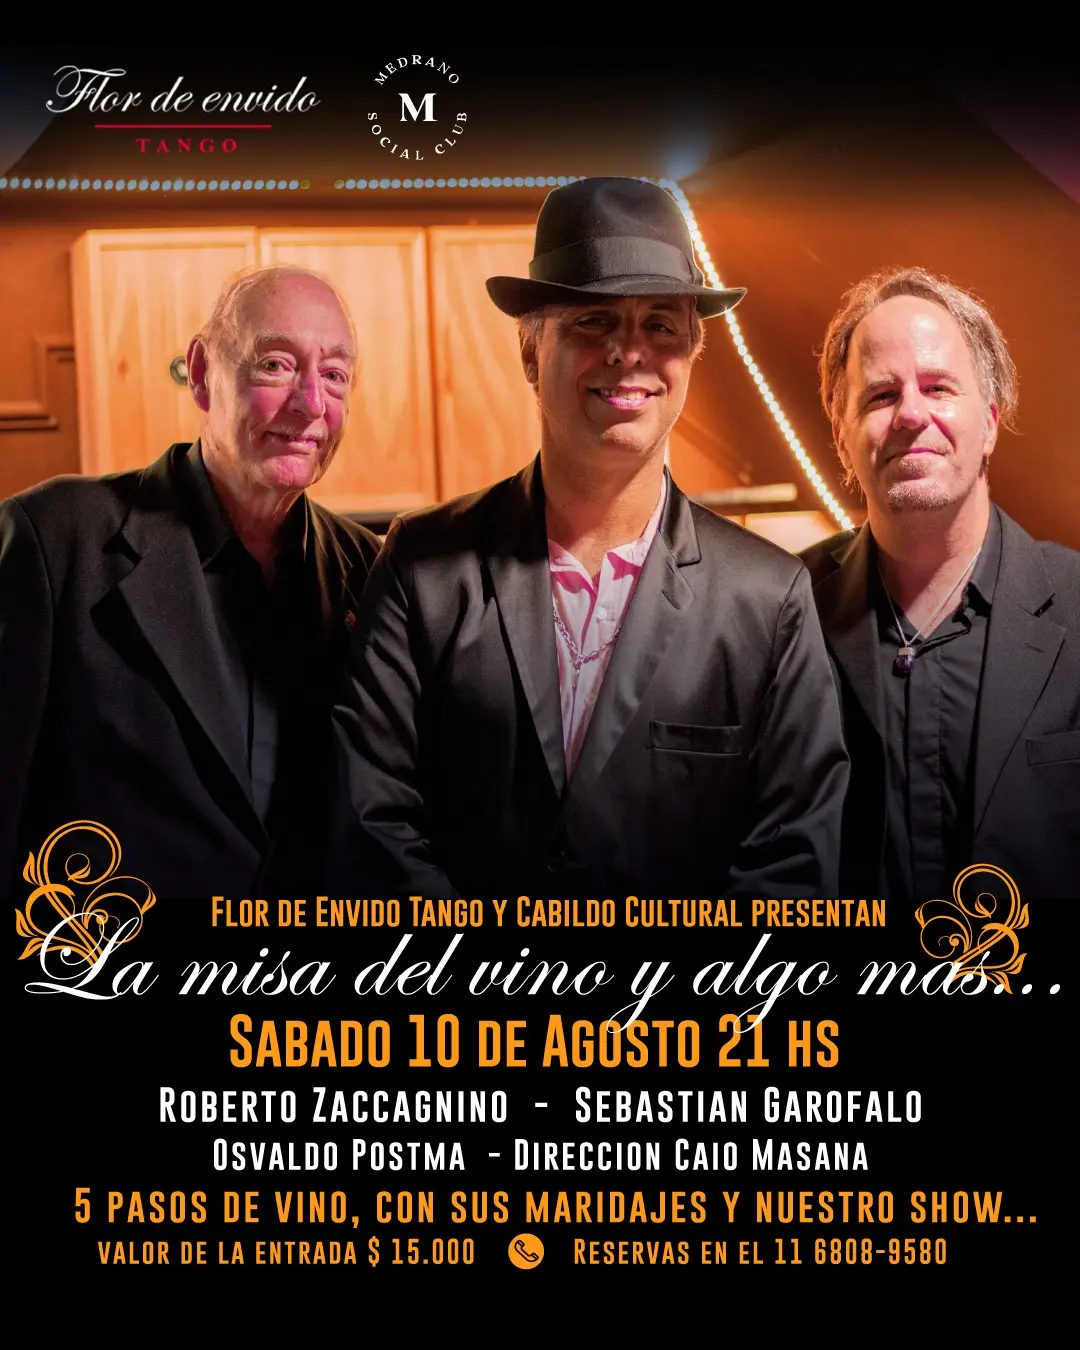 Flor de envido
TANGO
MEDRANO
M
SOCIAL CLUB
FLOR DE ENVIDO TANGO Y CABILDO CULTURAL PRESENTAN
La misa del vino y algo mas...
SABADO 10 DE AGOSTO 21 HS
ROBERTO ZACCAGNINO - SEBASTIAN GAROFALO
OSVALDO POSTMA - DIRECCION CAIO MASANA
5 PASOS DE VINO, CON SUS MARIDAJES Y NUESTRO SHOW...
VALOR DE LA ENTRADA $ 15.000 RESERVAS EN EL 11 6808-9580